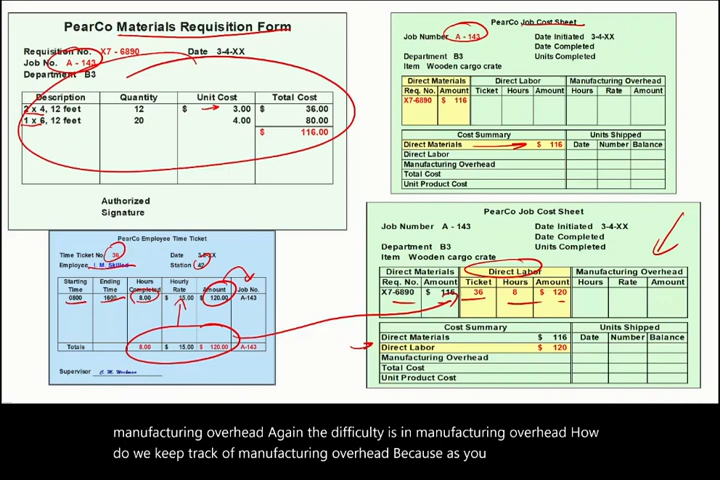 PearCo Materials Requisition Form
Requisition No. X7 - 6890 Date 3-4-XX
Job No. A - 143
Department B3
Description Quantity Unit Cost Total Cost
2 x 4, 12 feet 12 $ 3.00 $ 36.00
1 x 6, 12 feet 20 4.00 80.00
$ 116.00
Authorized
Signature
PearCo Job Cost Sheet
Job Number A - 143 Date Initiated 3-4-XX
Date Completed
Department B3 Units Completed
Item Wooden cargo crate
Direct Materials Direct Labor Manufacturing Overhead
Req. No. Amount Ticket Hours Amount Hours Rate Amount
X7-6890 $ 116
Cost Summary Units Shipped
Direct Materials $ 116 Date Number Balance
Direct Labor
Manufacturing Overhead
Total Cost
Unit Product Cost
PearCo Employee Time Ticket
Time Ticket No. 36 Date
Employee I. M. Skilled Station 42
Starting Ending Hours Hourly
Time Time Completed Rate Amount Job No.
0800 1600 8.00 $ 15.00 $ 120.00 A-143
Totals 8.00 $ 15.00 $ 120.00 A-143
Supervisor C. M. Workman
PearCo Job Cost Sheet
Job Number A - 143 Date Initiated 3-4-XX
Date Completed
Department B3 Units Completed
Item Wooden cargo crate
Direct Materials Direct Labor Manufacturing Overhead
Req. No. Amount Ticket Hours Amount Hours Rate Amount
X7-6890 $ 116 36 8 $ 120
Cost Summary Units Shipped
Direct Materials $ 116 Date Number Balance
Direct Labor $ 120
Manufacturing Overhead
Total Cost
Unit Product Cost
manufacturing overhead Again the difficulty is in manufacturing overhead How
do we keep track of manufacturing overhead Because as you